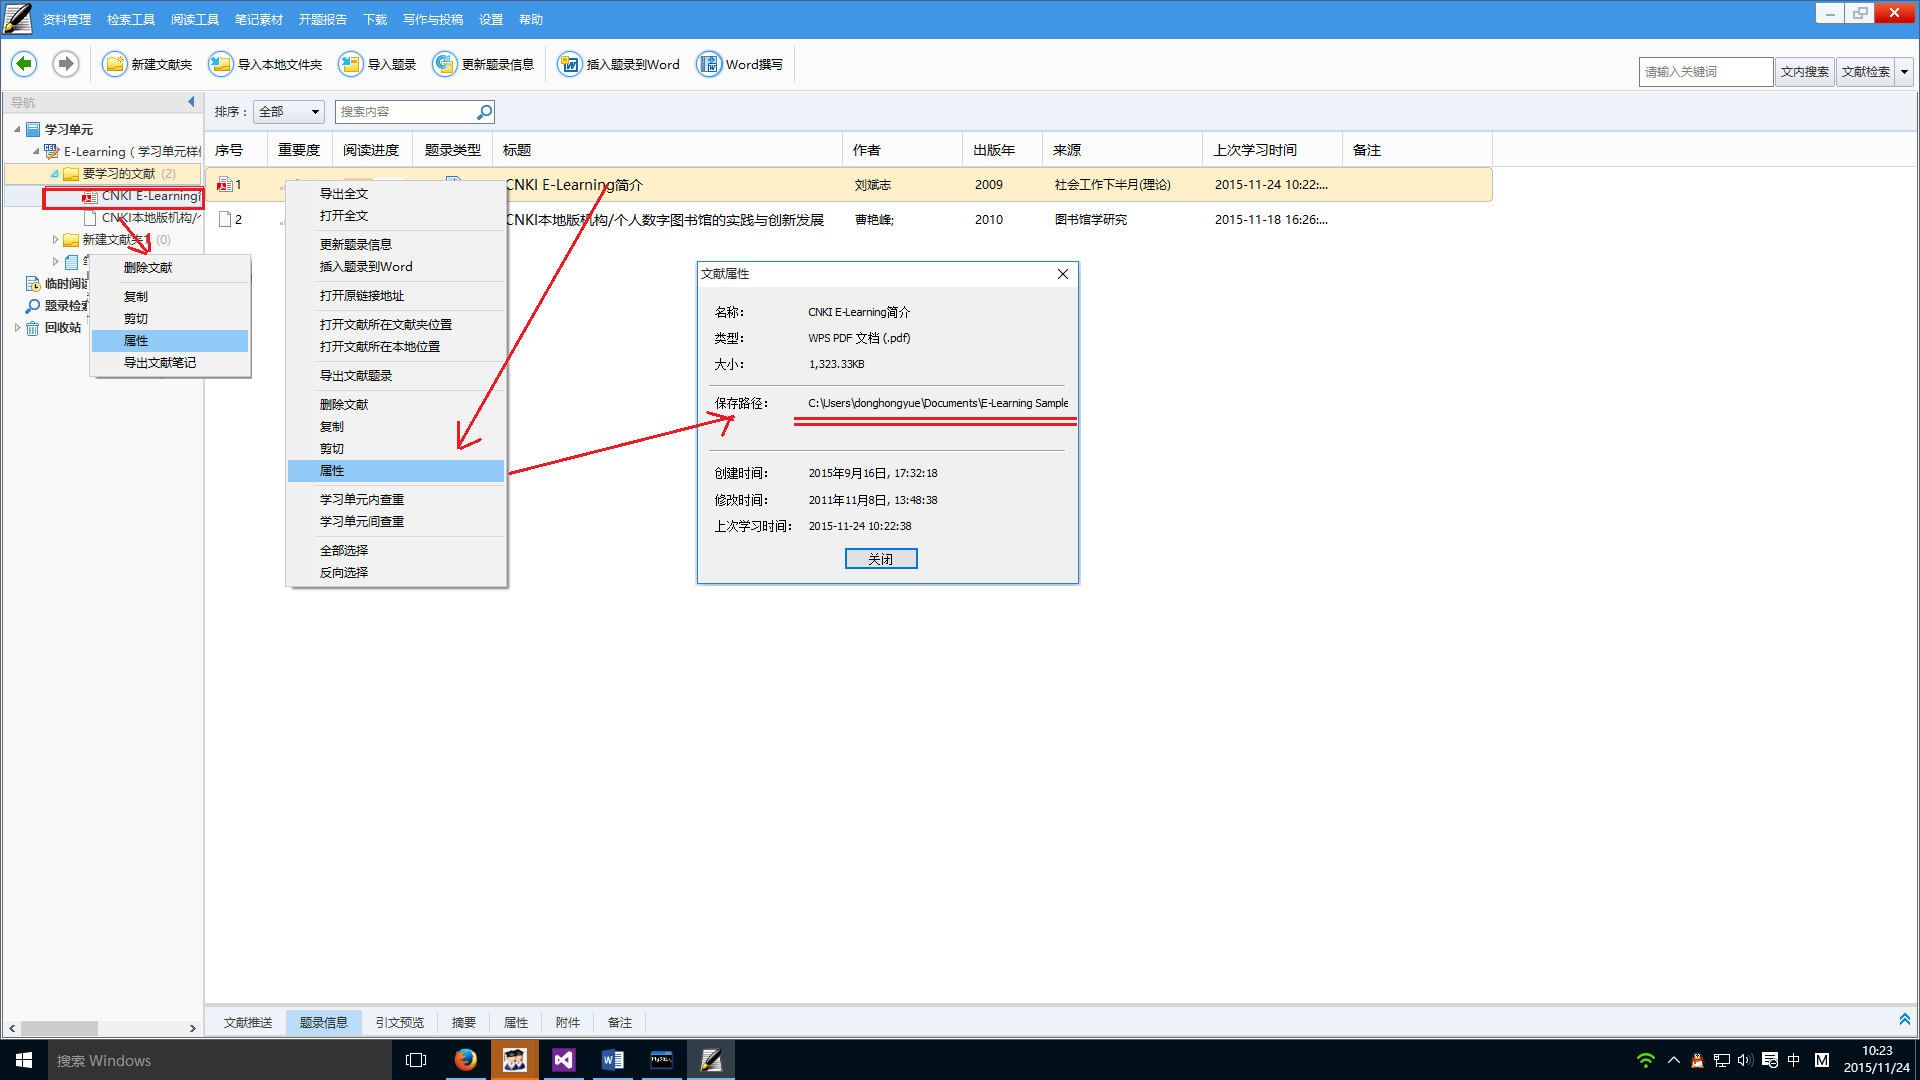 资料管理 检索工具 阅读工具 笔记素材 开题报告 下载 写作与投稿 设置 帮助
新建文献夹 导入本地文件夹 导入题录 更新题录信息 插入题录到Word Word撰写
请输入关键词 文内搜索 文献检索
导航
排序： 全部 搜索内容
学习单元
E-Learning ( 学习单元样
要学习的文献 (2)
CNKI E-Learning
CNKI本地版机构/
新建文献夹1 (0)
临时阅读
题录检索
回收站
删除文献
复制
剪切
属性
导出文献笔记
序号 重要度 阅读进度 题录类型 标题 作者 出版年 来源 上次学习时间 备注
1 CNKI E-Learning简介 刘斌志 2009 社会工作下半月(理论) 2015-11-24 10:22:...
2 CNKI本地版机构/个人数字图书馆的实践与创新发展 曹艳峰; 2010 图书馆学研究 2015-11-18 16:26:...
导出全文
打开全文
更新题录信息
插入题录到Word
打开原链接地址
打开文献所在文献夹位置
打开文献所在本地位置
导出文献题录
删除文献
复制
剪切
属性
学习单元内查重
学习单元间查重
全部选择
反向选择
文献属性
名称： CNKI E-Learning简介
类型： WPS PDF 文档 (.pdf)
大小： 1,323.33KB
保存路径： C:\Users\donghongyue\Documents\E-Learning Sample
创建时间： 2015年9月16日, 17:32:18
修改时间： 2011年11月8日, 13:48:38
上次学习时间： 2015-11-24 10:22:38
关闭
文献推送 题录信息 引文预览 摘要 属性 附件 备注
搜索 Windows
中 M
10:23
2015/11/24